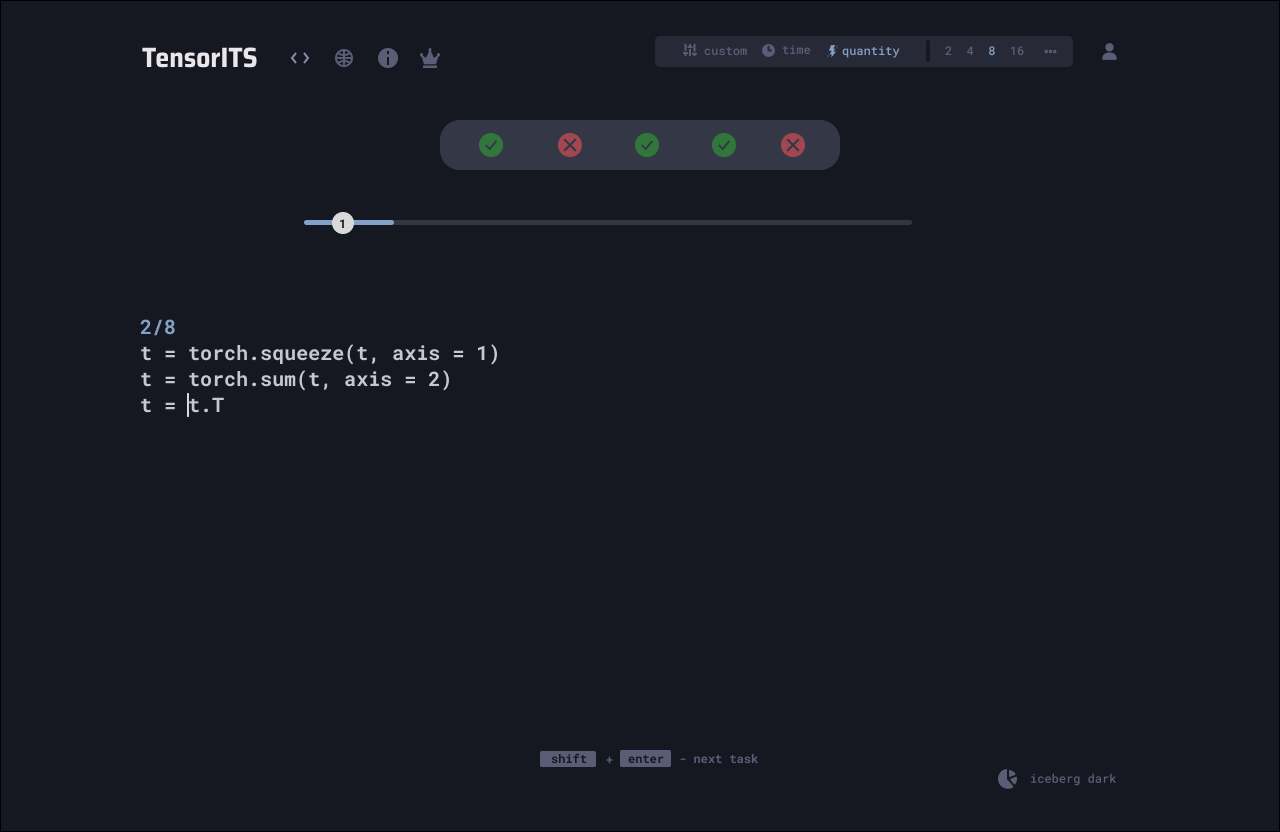 TensorITS
custom time quantity 2 4 8 16
1
2/8
t = torch.squeeze(t, axis = 1)
t = torch.sum(t, axis = 2)
t = t.T
shift + enter - next task
iceberg dark